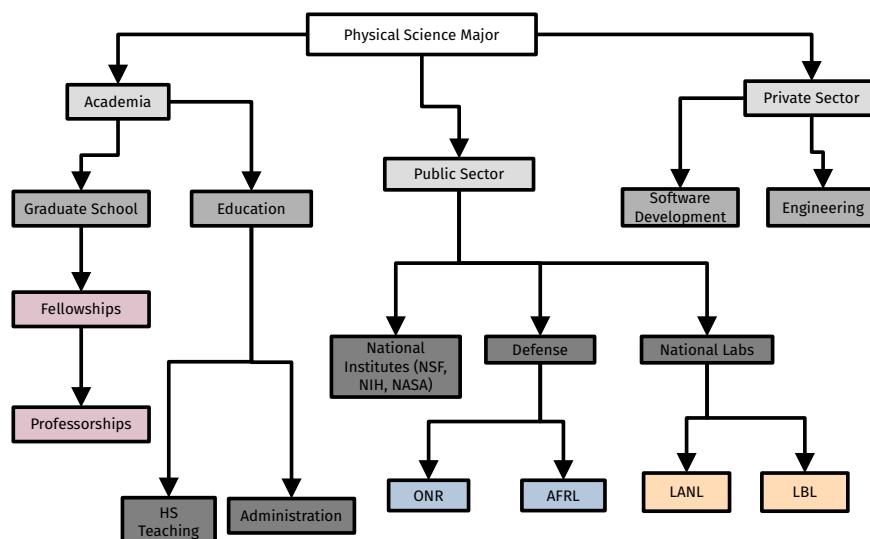 Physical Science Major
Academia
Private Sector
Public Sector
Graduate School
Education
Software
Development
Engineering
Fellowships
National
Institutes (NSF,
NIH, NASA)
Defense
National Labs
Professorships
ONR
AFRL
LANL
LBL
HS
Teaching
Administration